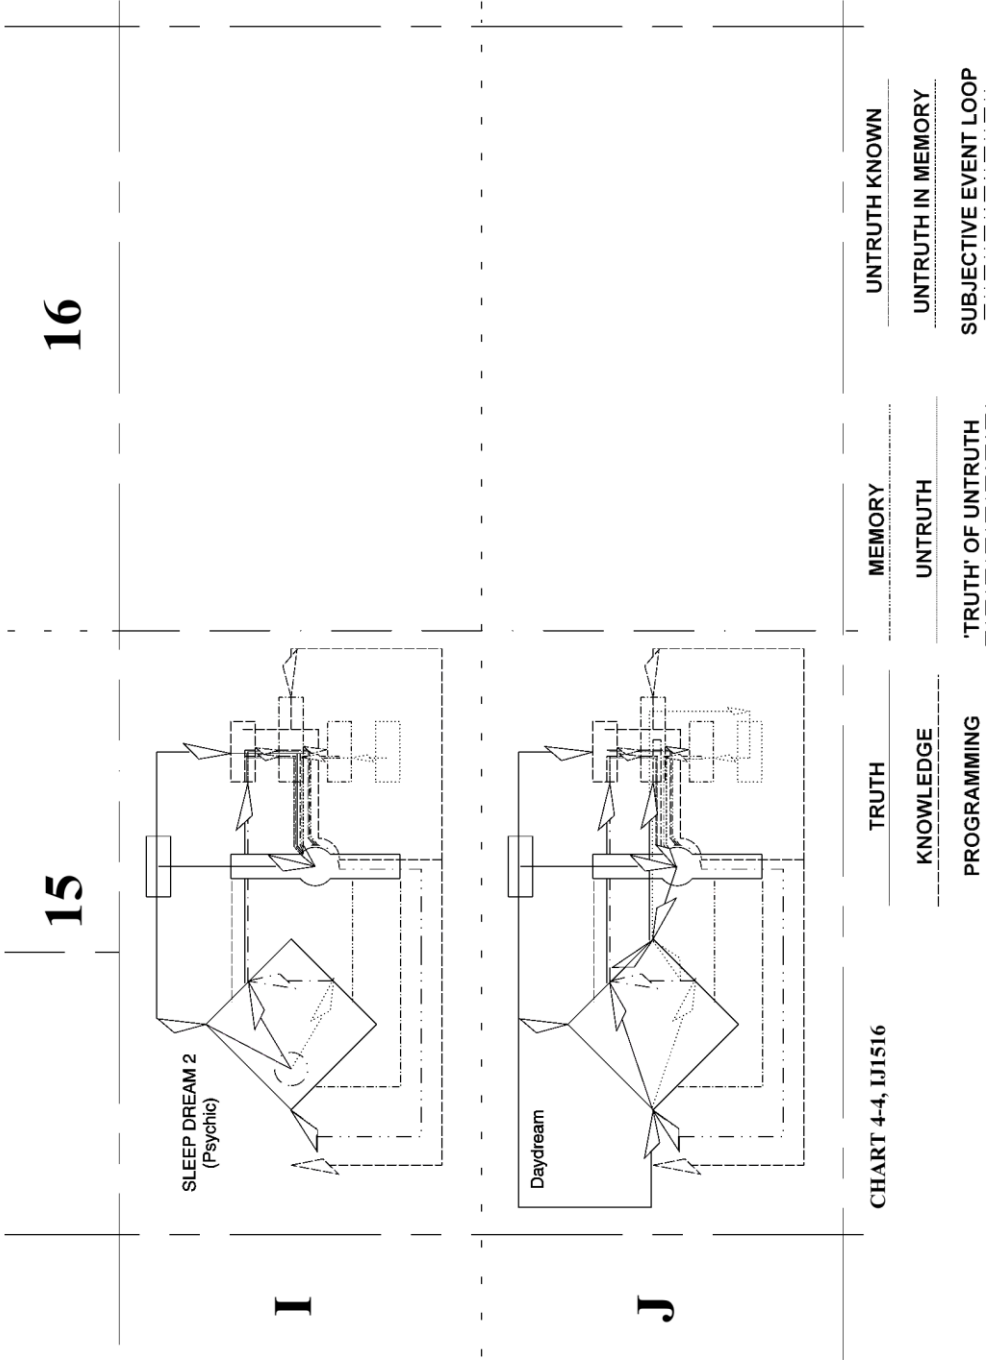 15
16
I
SLEEP DREAM 2
(Psychic)
J
Daydream
CHART 4-4, IJ1516
TRUTH
MEMORY
UNTRUTH KNOWN
KNOWLEDGE
UNTRUTH
UNTRUTH IN MEMORY
PROGRAMMING
'TRUTH' OF UNTRUTH
SUBJECTIVE EVENT LOOP